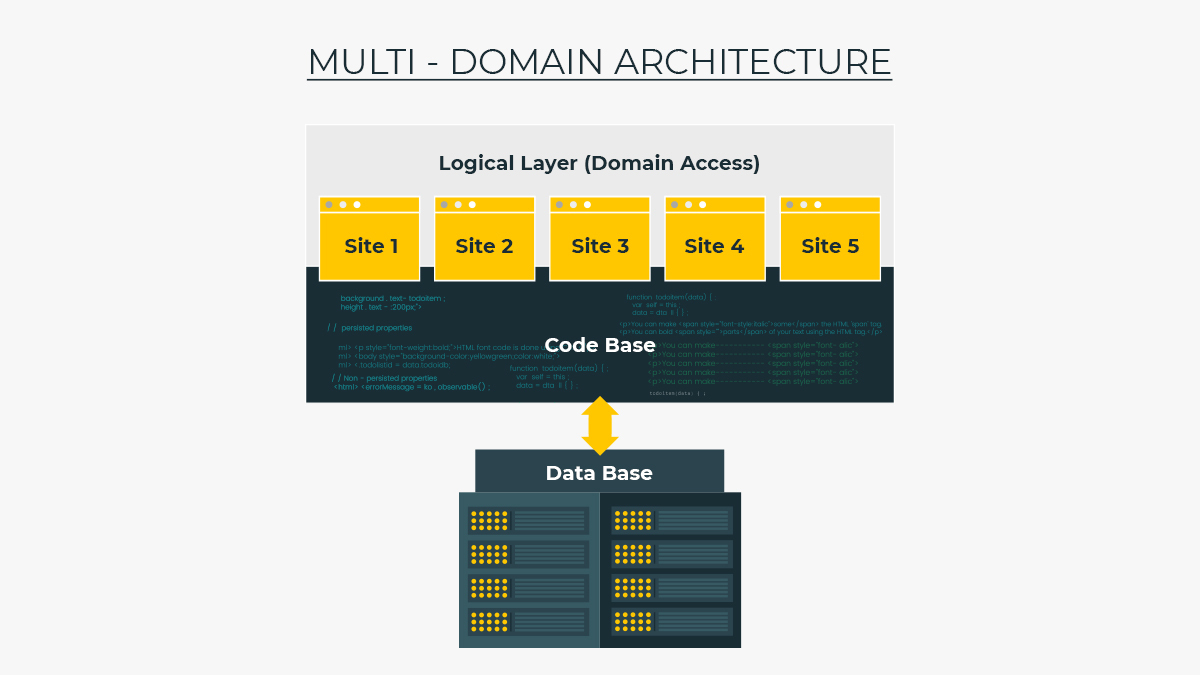 MULTI - DOMAIN ARCHITECTURE
Logical Layer (Domain Access)
Site 1
Site 2
Site 3
Site 4
Site 5
background , text- todoitem ;
height . text - :200px;">
/ /  persisted properties
ml> <p style="font-weight:bold,">HTML font code is done u
ml> <body style="background-color:yellowgreen;color:white;">
ml> <.todolistid = data.todoidb;
/ / Non - persisted properties
<html> <errorMessage = ko , observable() ;
function  todoitem(data) { ;
var  self = this ;
data = dta  ll { } ;
Code Base
function  todoitem(data) {
var  self = this ;
data = dta  ll { } ;
<p>You can make <span style="font-style:italic">some</span> the HTML 'span' tag.
<p>You can bold <span style="">parts</span> of your text using the HTML tag </p>
<p>You can make------------ <span style="font- alic">
<p>You can make------------ <span style="font- alic">
<p>You can make------------ <span style="font- alic">
<p>You can make------------ <span style="font- alic">
<p>You can make------------ <span style="font- alic">
todoitem;data; { ; ;
Data Base